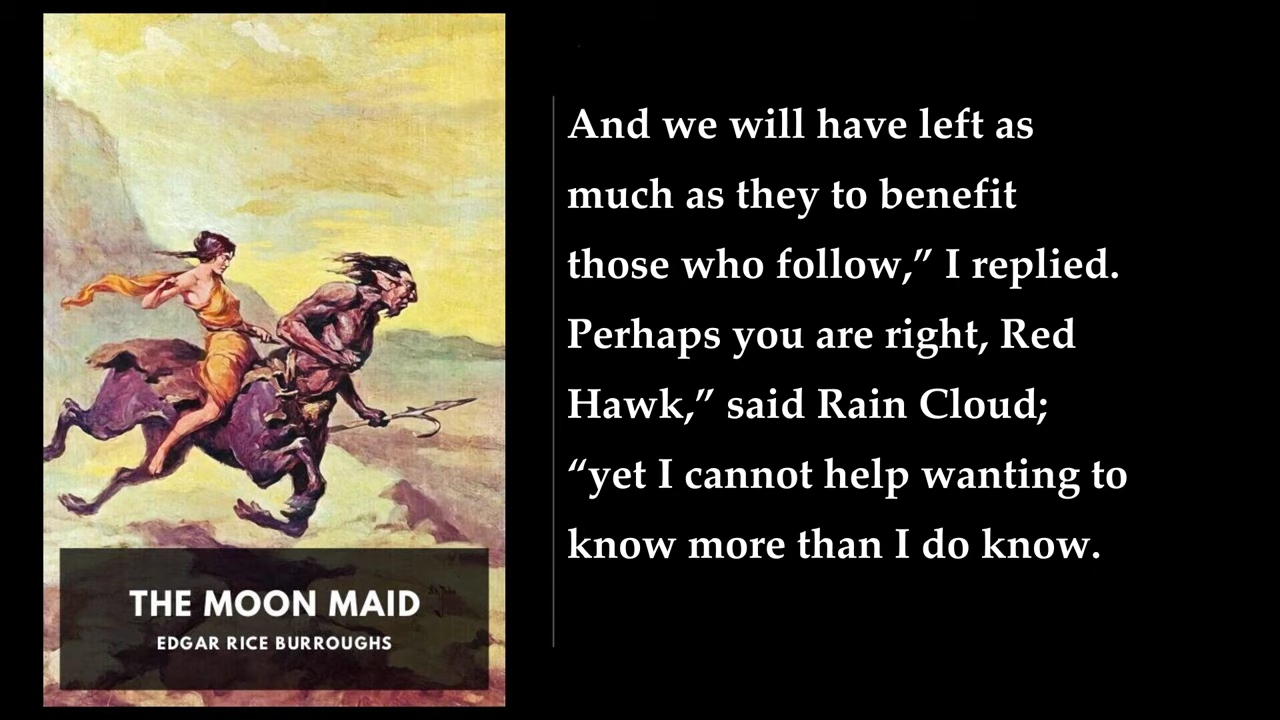 THE MOON MAID
EDGAR RICE BURROUGHS
And we will have left as
much as they to benefit
those who follow,” I replied.
Perhaps you are right, Red
Hawk,” said Rain Cloud;
“yet I cannot help wanting to
know more than I do know.